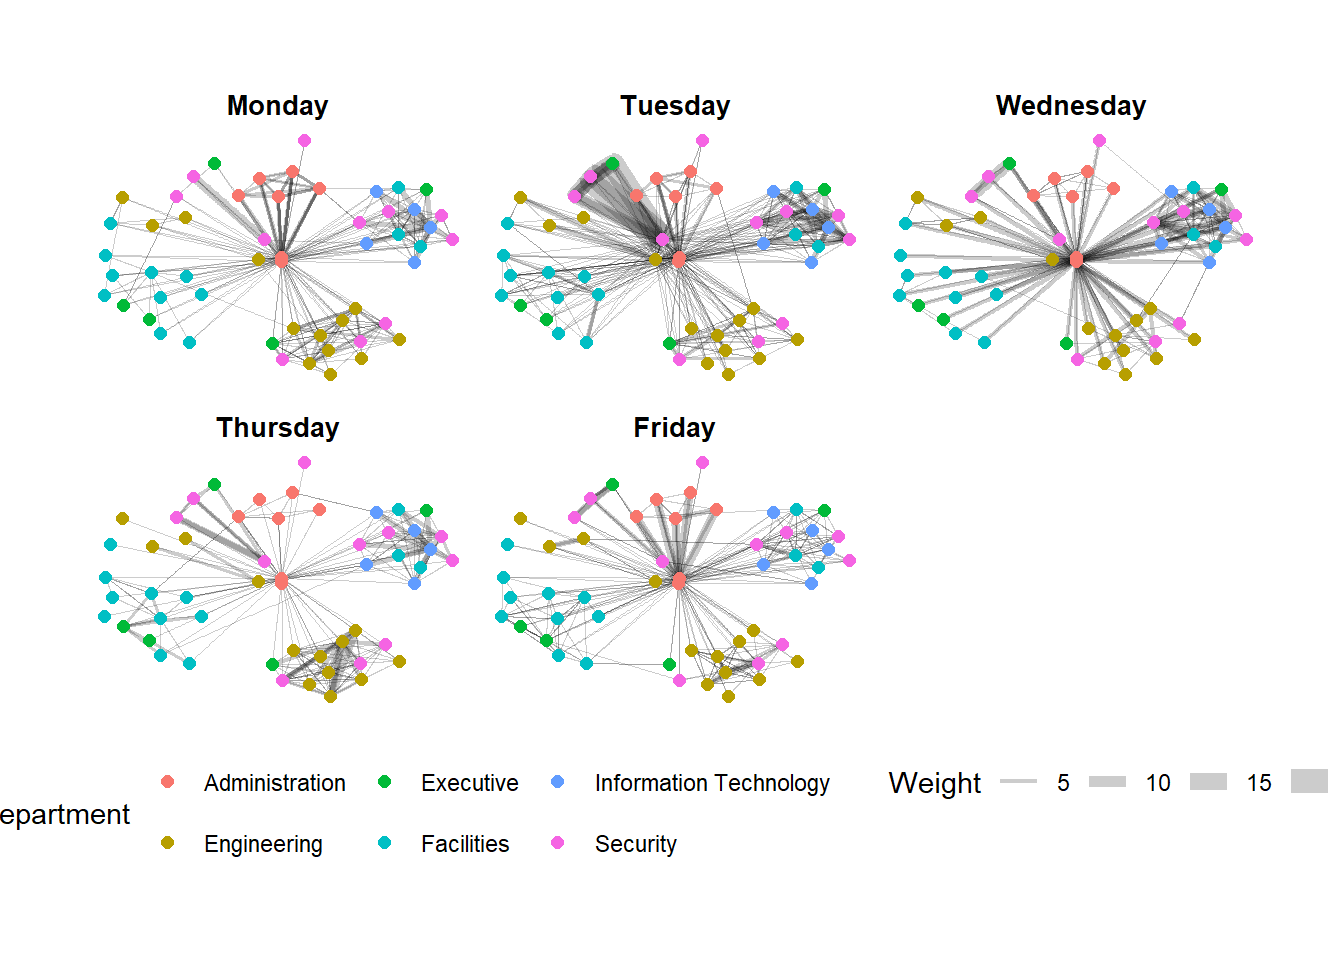 Monday
Tuesday
Wednesday
Thursday
Friday
epartment
Administration
Executive
Information Technology
Engineering
Facilities
Security
Weight
5
10
15